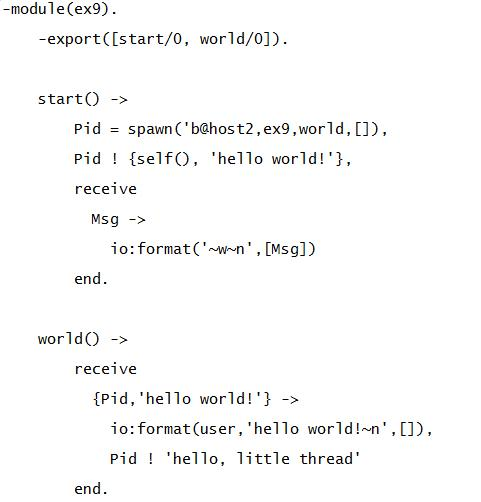 -module(ex9).
-export([start/0, world/0]).
start() ->
Pid = spawn('b@host2,ex9,world,[]),
Pid ! {self(), 'hello world!'},
receive
Msg ->
io:format('~w~n',[Msg])
end.
world() ->
receive
{Pid,'hello world!'} ->
io:format(user,'hello world!~n',[]),
Pid ! 'hello, little thread'
end.